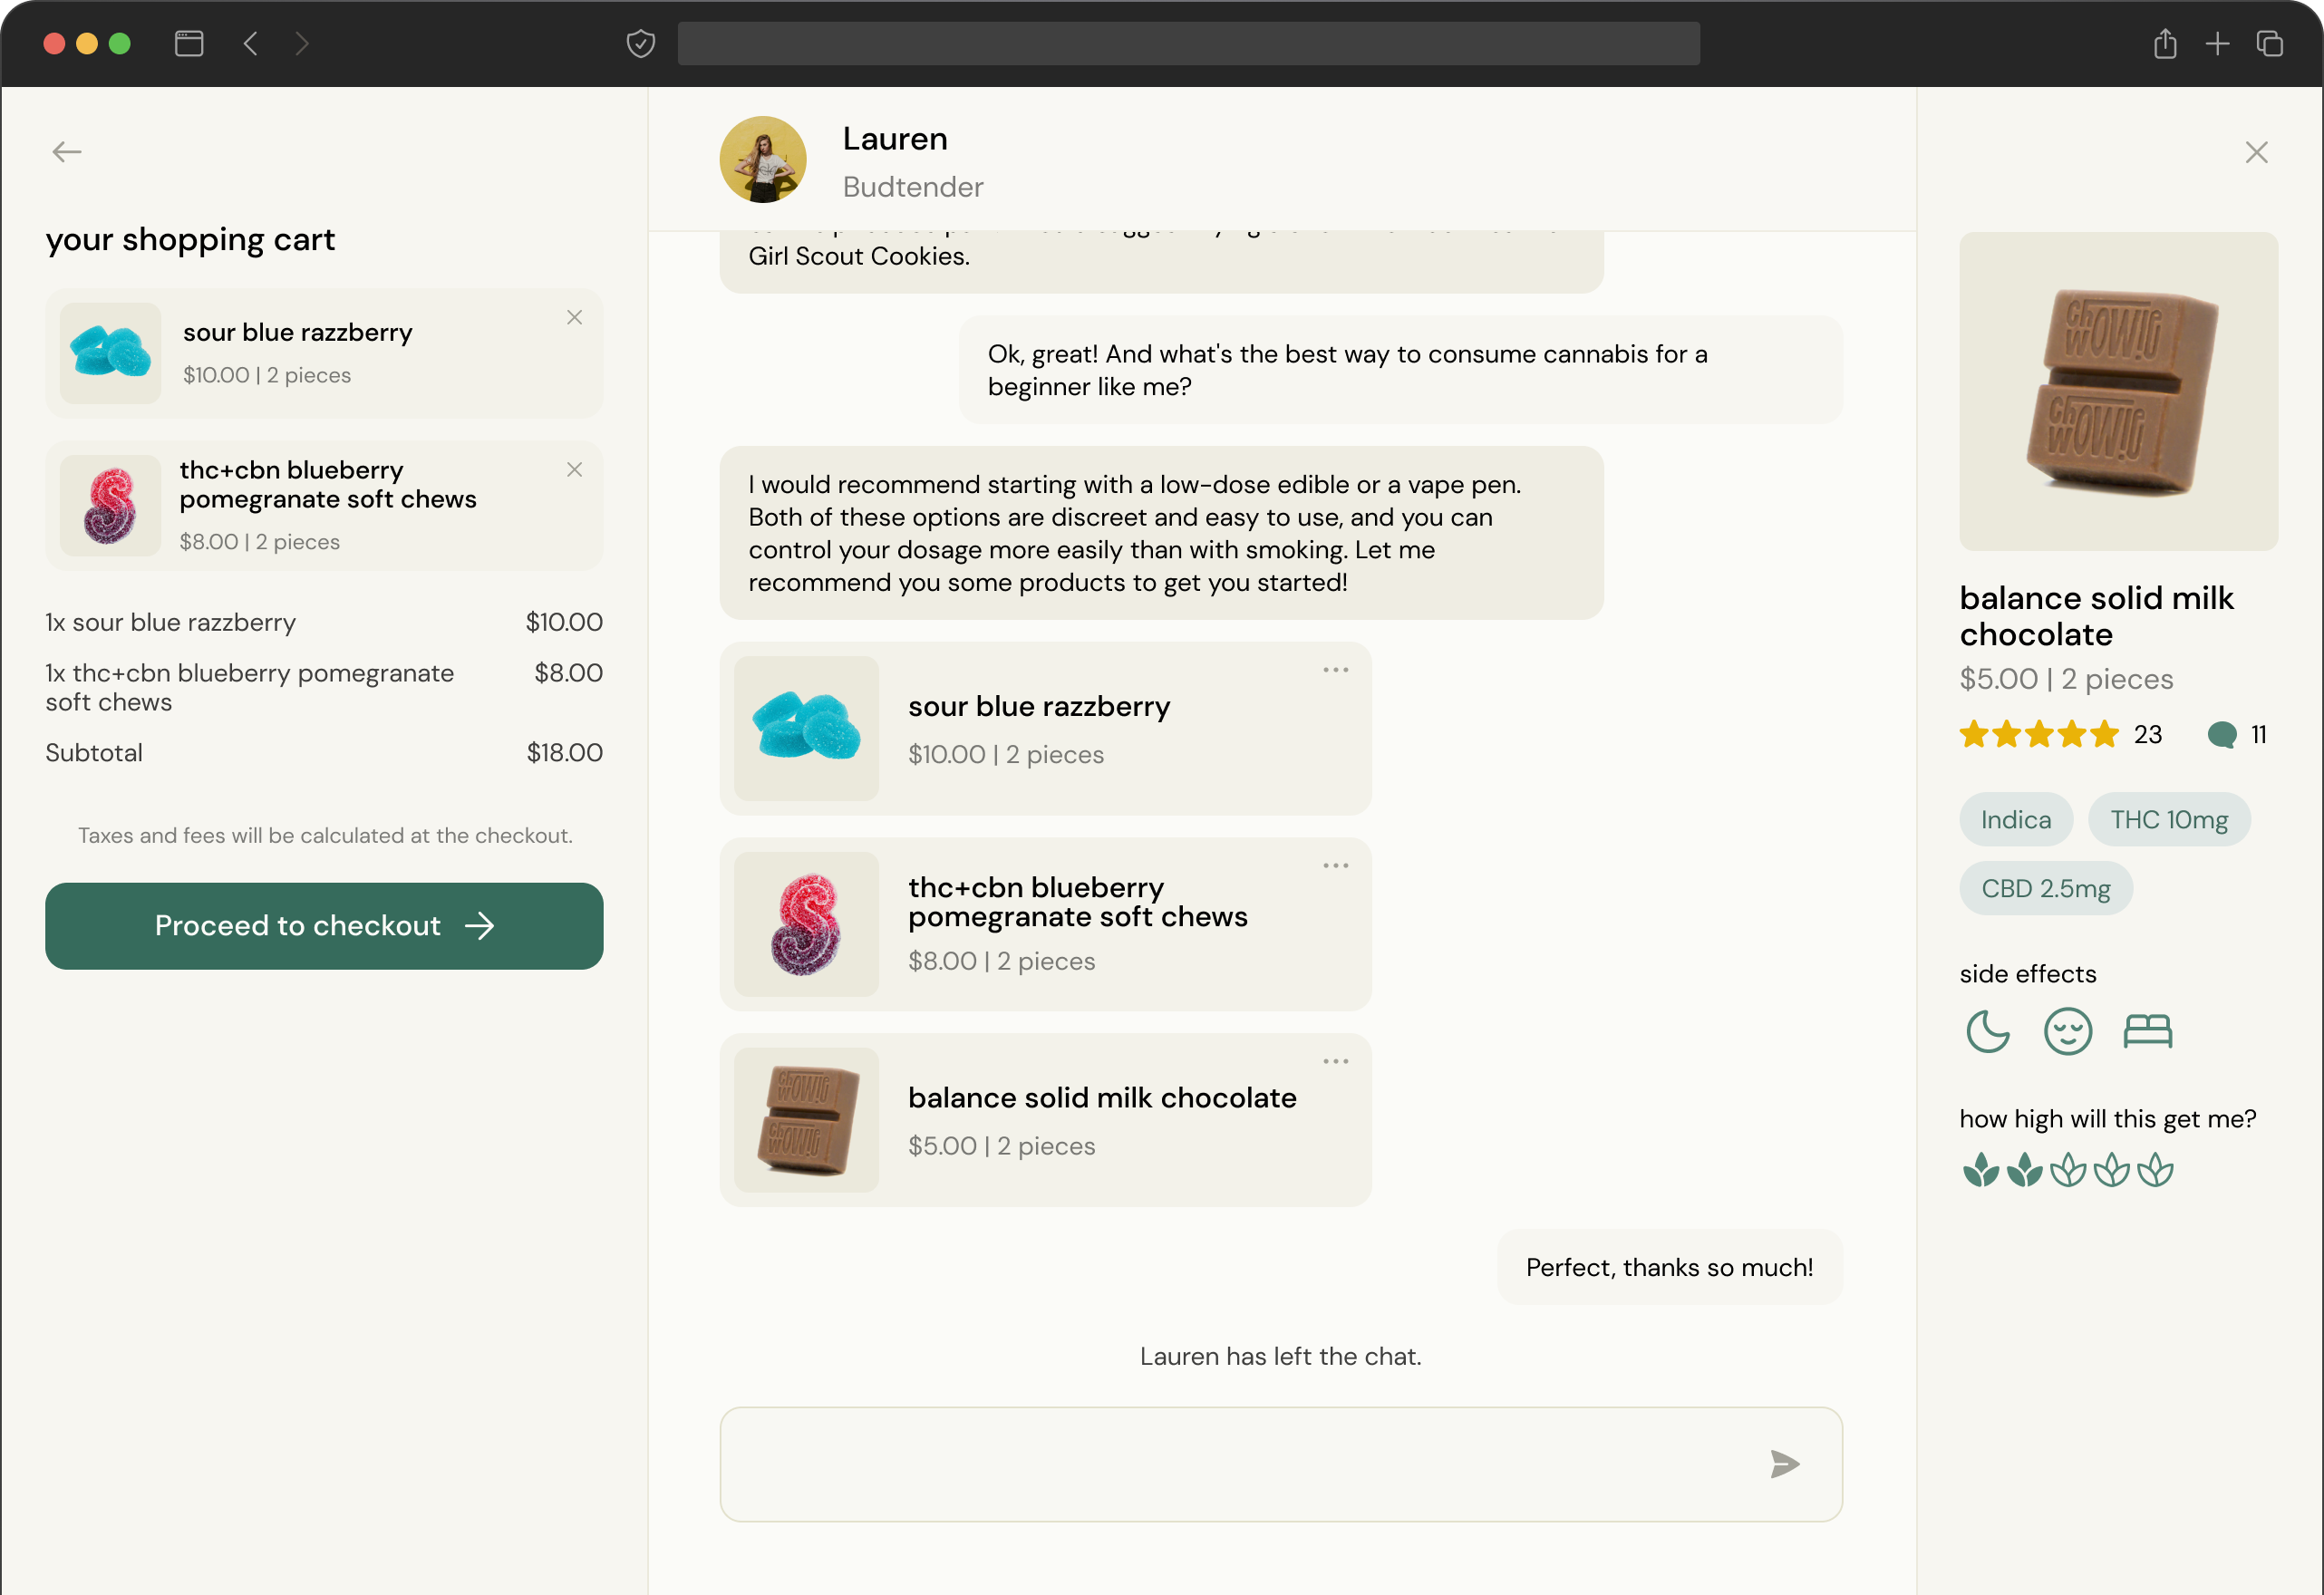 your shopping cart
sour blue razzberry
$10.00 | 2 pieces
thc+cbn blueberry
pomegranate soft chews
$8.00 | 2 pieces
1x sour blue razzberry $10.00
1x thc+cbn blueberry pomegranate $8.00
soft chews
Subtotal $18.00
Taxes and fees will be calculated at the checkout.
Proceed to checkout
Lauren
Budtender
Girl Scout Cookies.
Ok, great! And what's the best way to consume cannabis for a
beginner like me?
I would recommend starting with a low-dose edible or a vape pen.
Both of these options are discreet and easy to use, and you can
control your dosage more easily than with smoking. Let me
recommend you some products to get you started!
sour blue razzberry
$10.00 | 2 pieces
thc+cbn blueberry
pomegranate soft chews
$8.00 | 2 pieces
chowie
wowie
balance solid milk chocolate
$5.00 | 2 pieces
Perfect, thanks so much!
Lauren has left the chat.
chowie
wowie
balance solid milk
chocolate
$5.00 | 2 pieces
23 11
Indica THC 10mg
CBD 2.5mg
side effects
how high will this get me?